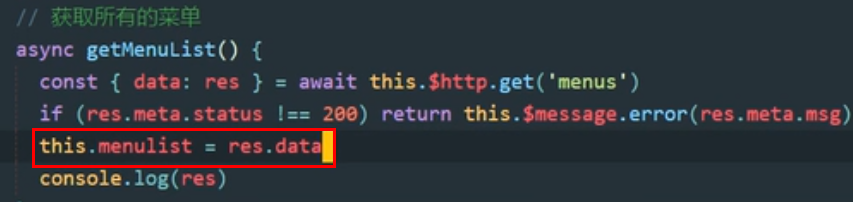 // 获取所有的菜单
async getMenuList() {
const { data: res } = await this.$http.get('menus')
if (res.meta.status !== 200) return this.$message.error(res.meta.msg)
this.menulist = res.data
console.log(res)